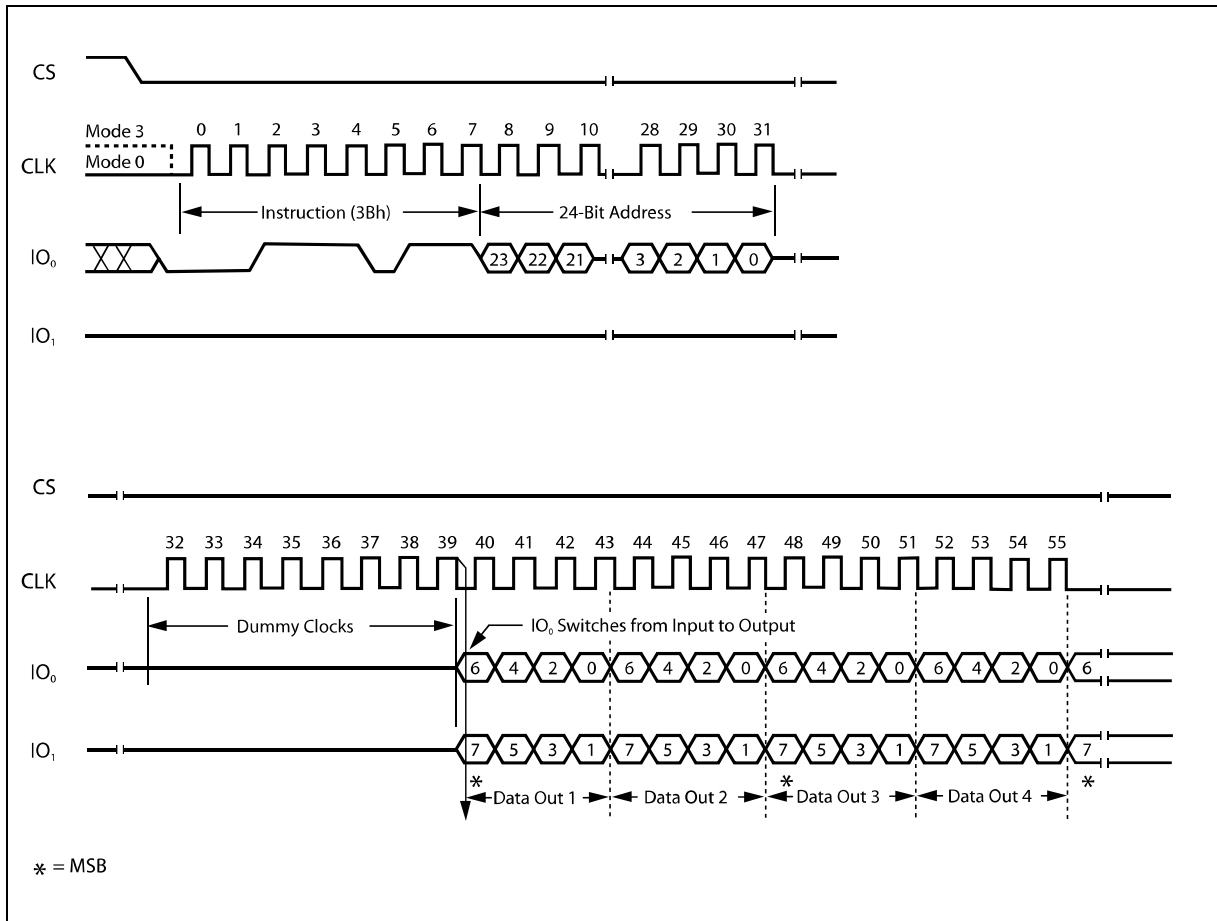 CS
Mode 3
0 1 2 3 4 5 6 7 8 9 10 28 29 30 31
CLK
Mode 0
Instruction (3Bh) 24-Bit Address
IO₀ 23 22 21 3 2 1 0
IO₁
CS
32 33 34 35 36 37 38 39 40 41 42 43 44 45 46 47 48 49 50 51 52 53 54 55
CLK
Dummy Clocks IO₀ Switches from Input to Output
IO₀ 6 4 2 0 6 4 2 0 6 4 2 0 6 4 2 0 6
IO₁ 7 5 3 1 7 5 3 1 7 5 3 1 7 5 3 1 7
* * *
Data Out 1 Data Out 2 Data Out 3 Data Out 4
* = MSB